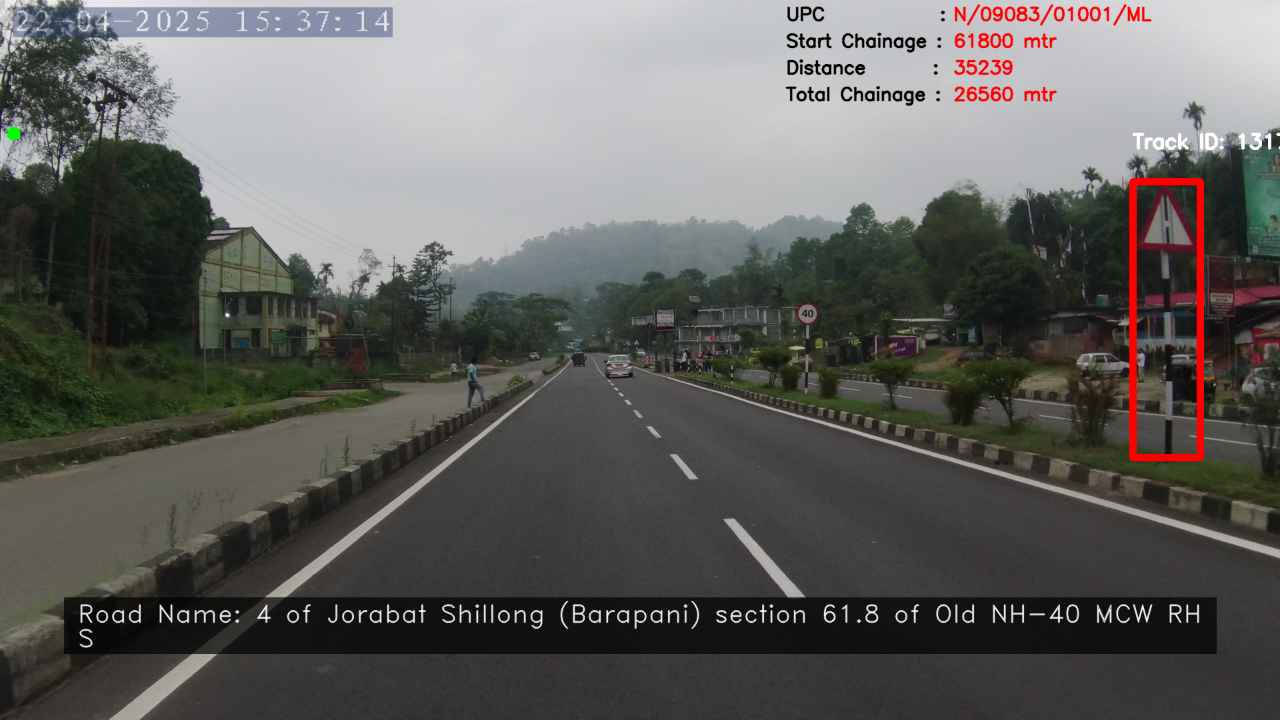 22-04-2025 15:37:14
UPC : N/09083/01001/ML
Start Chainage : 61800 mtr
Distance : 35239
Total Chainage : 26560 mtr
Track ID: 1317
40
Road Name: 4 of Jorabat Shillong (Barapani) section 61.8 of Old NH-40 MCW RH
S